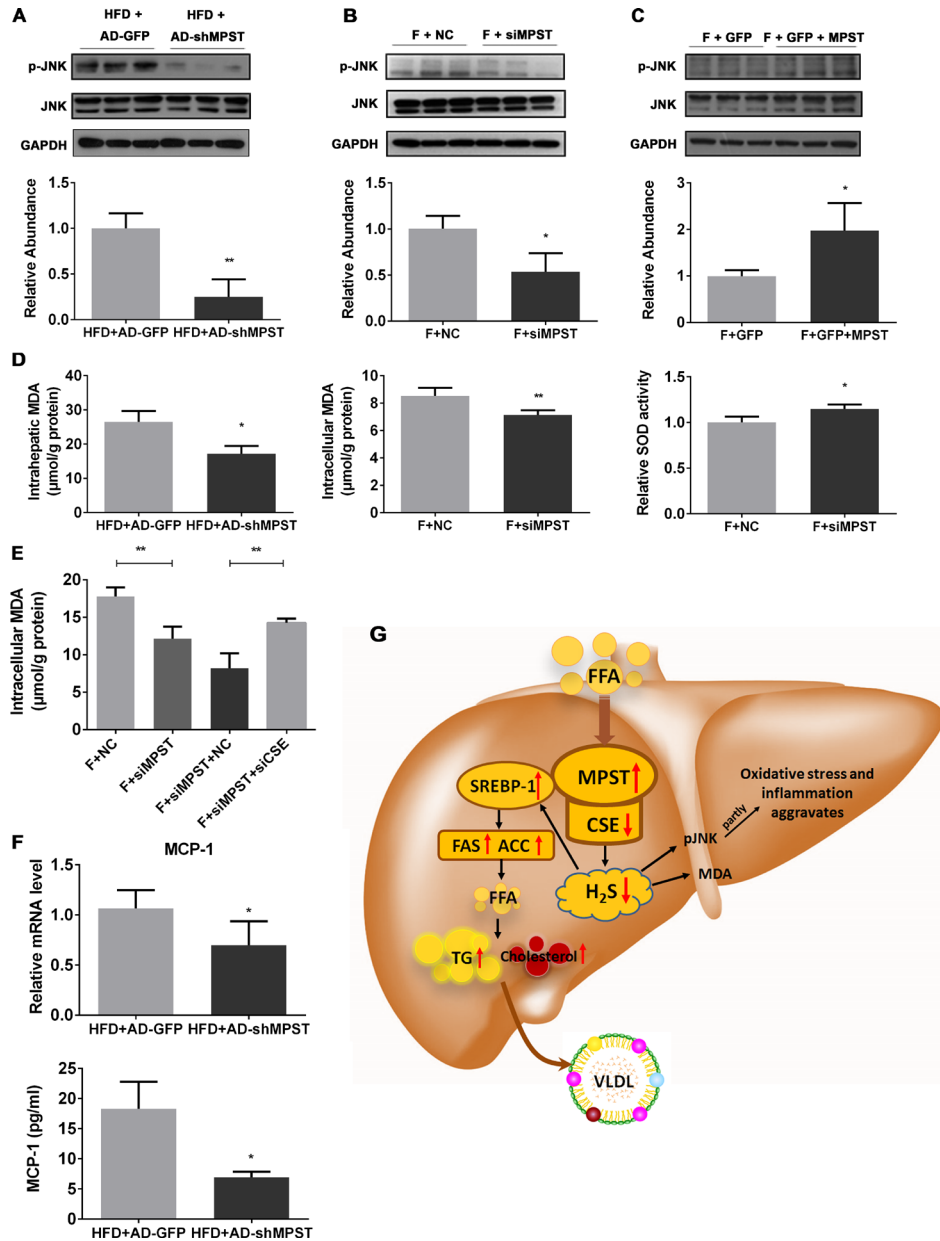 A
HFD +
AD-GFP
HFD +
AD-shMPST
p-JNK
JNK
GAPDH
Relative Abundance
1.5
1.0
0.5
0.0
**
HFD+AD-GFP
HFD+AD-shMPST
B
F + NC
F + siMPST
p-JNK
JNK
GAPDH
Relative Abundance
1.5
1.0
0.5
0.0
*
F+NC
F+siMPST
C
F + GFP
F + GFP + MPST
p-JNK
JNK
GAPDH
Relative Abundance
3
2
1
0
*
F+GFP
F+GFP+MPST
D
Intrahepatic MDA
(μmol/g protein)
40
30
20
10
0
*
HFD+AD-GFP
HFD+AD-shMPST
Intracellular MDA
(μmol/g protein)
10
8
6
4
2
0
**
F+NC
F+siMPST
Relative SOD activity
1.5
1.0
0.5
0.0
*
F+NC
F+siMPST
E
Intracellular MDA
(μmol/g protein)
20
15
10
5
0
**
**
F+NC
F+siMPST
F+siMPST+NC
F+siMPST+siCSE
F
MCP-1
Relative mRNA level
1.5
1.0
0.5
0.0
*
HFD+AD-GFP
HFD+AD-shMPST
MCP-1 (pg/ml)
25
20
15
10
5
0
*
HFD+AD-GFP
HFD+AD-shMPST
G
FFA
MPST
CSE
SREBP-1
FAS ACC
FFA
TG
Cholesterol
H2S
pJNK
MDA
partly
Oxidative stress and
inflammation
aggravates
VLDL